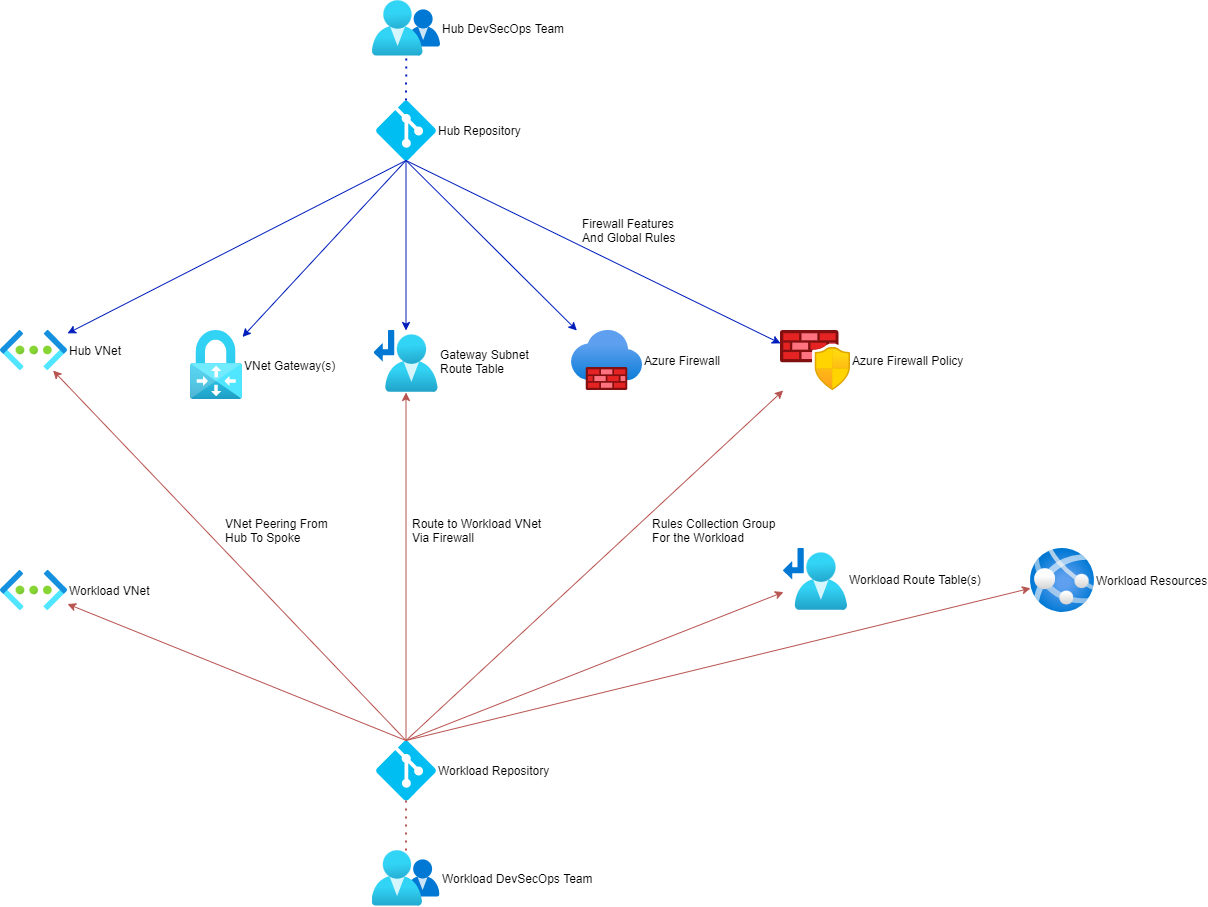 Hub DevSecOps Team
Hub Repository
Firewall Features
And Global Rules
Hub VNet
VNet Gateway(s)
Gateway Subnet
Route Table
Azure Firewall
Azure Firewall Policy
VNet Peering From
Hub To Spoke
Route to Workload VNet
Via Firewall
Rules Collection Group
For the Workload
Workload VNet
Workload Route Table(s)
Workload Resources
Workload Repository
Workload DevSecOps Team